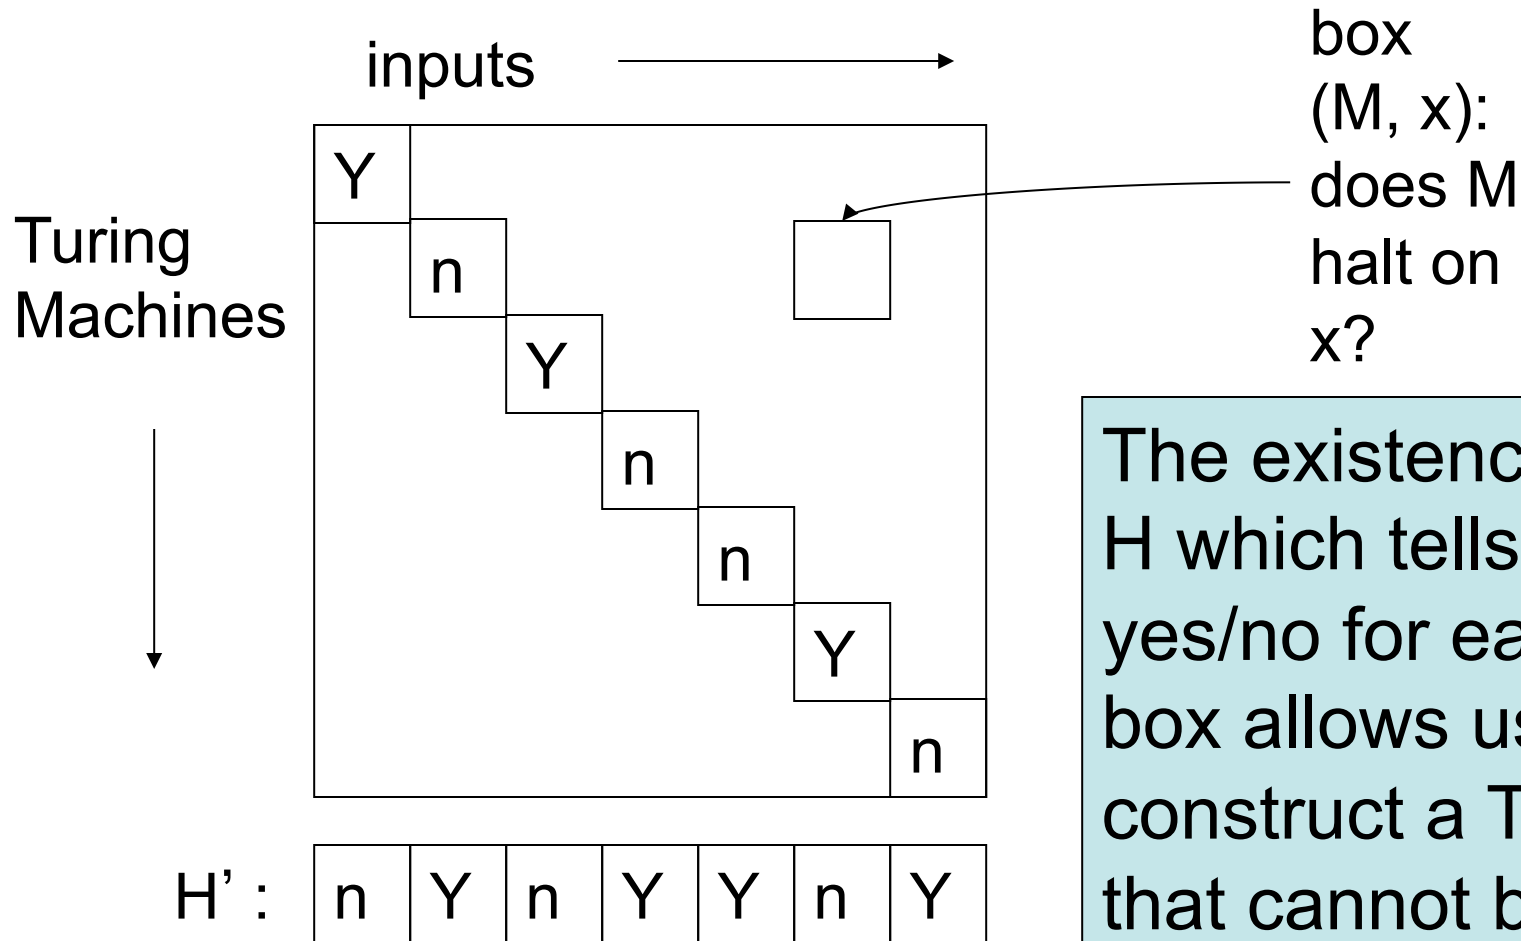 inputs
box
(M, x):
does M
halt on
x?
Turing
Machines
Y
n
Y
n
n
Y
n
The existenc
H which tells
yes/no for ea
box allows us
construct a T
that cannot b
H’ : n Y n Y Y n Y